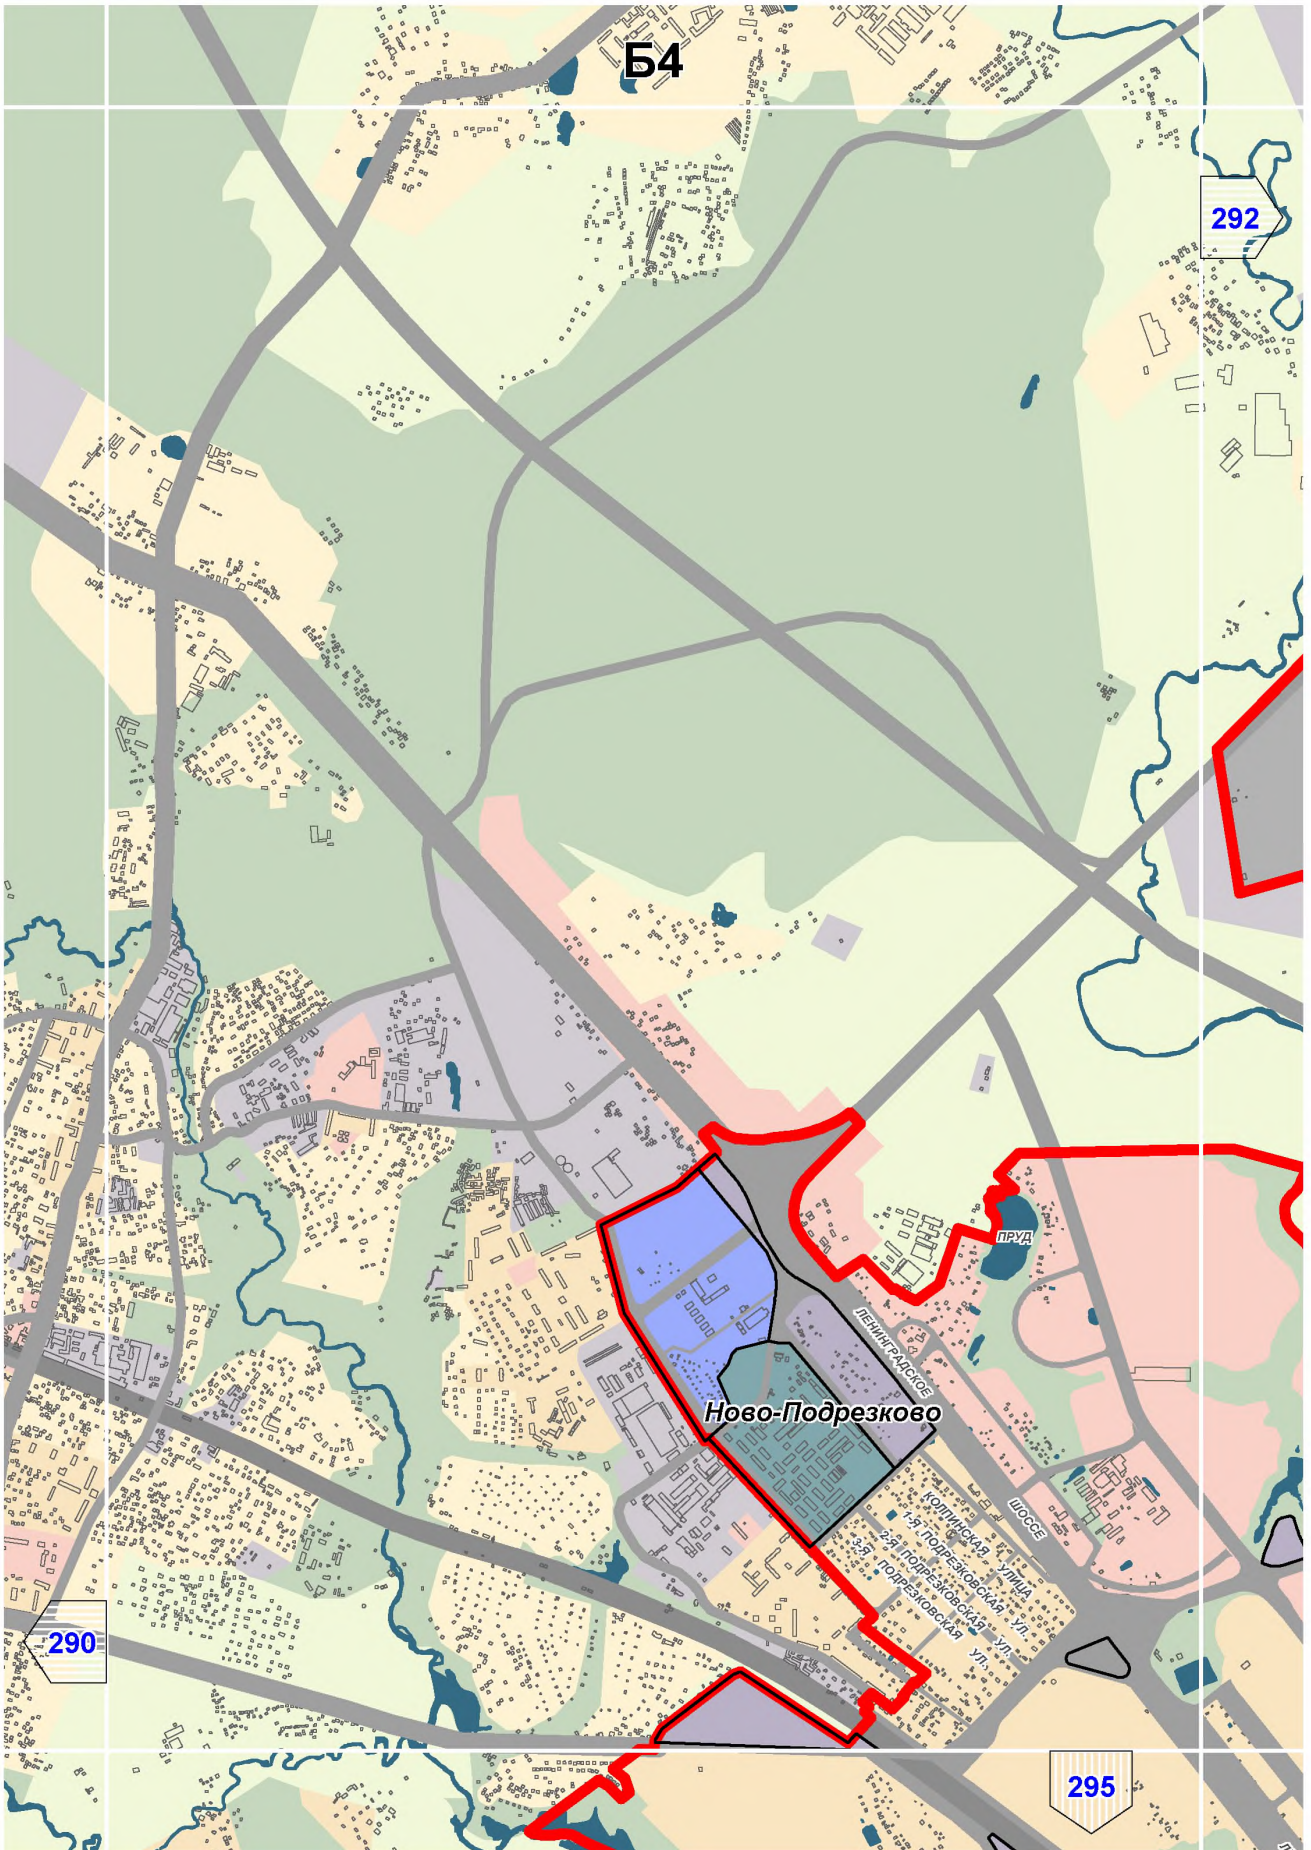 Б4
292
ПРУД
ЛЕНИНГРАДСКОЕ
Ново-Подрезково
ШОССЕ
КОЛПИНСКАЯ УЛИЦА
1-Я ПОДРЕЗКОВСКАЯ УЛ.
2-Я ПОДРЕЗКОВСКАЯ УЛ.
3-Я ПОДРЕЗКОВСКАЯ УЛ.
290
295